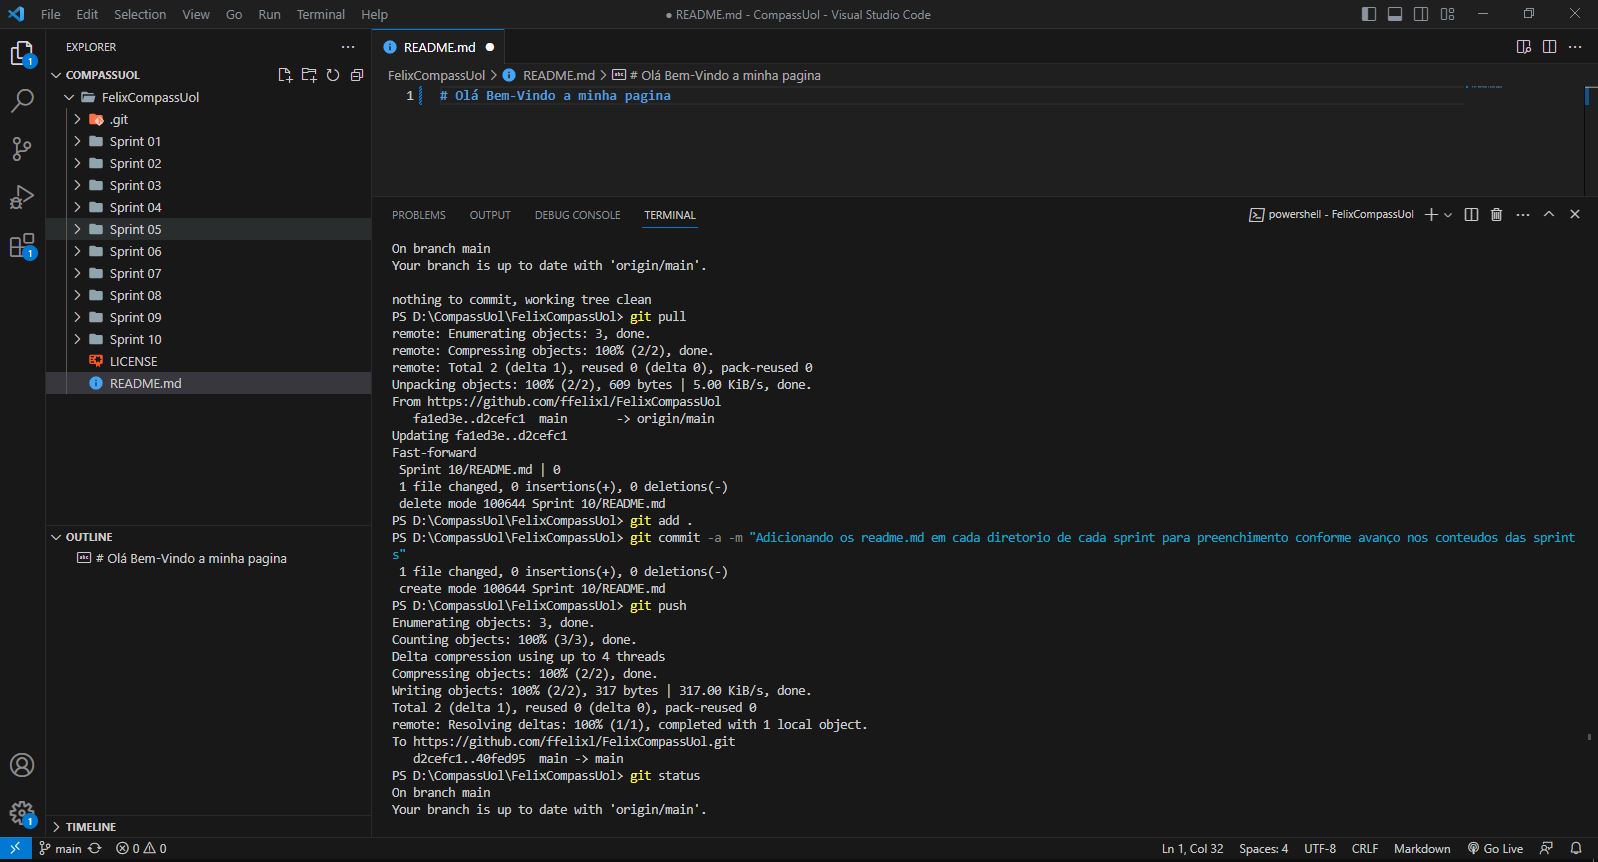 File Edit Selection View Go Run Terminal Help
● README.md - CompassUol - Visual Studio Code
EXPLORER
COMPASSUOL
FelixCompassUol
.git
Sprint 01
Sprint 02
Sprint 03
Sprint 04
Sprint 05
Sprint 06
Sprint 07
Sprint 08
Sprint 09
Sprint 10
LICENSE
README.md
OUTLINE
# Olá Bem-Vindo a minha pagina
TIMELINE
1
1
1
README.md ●
FelixCompassUol > README.md > # Olá Bem-Vindo a minha pagina
1 # Olá Bem-Vindo a minha pagina
PROBLEMS OUTPUT DEBUG CONSOLE TERMINAL
powershell - FelixCompassUol
On branch main
Your branch is up to date with 'origin/main'.
nothing to commit, working tree clean
PS D:\CompassUol\FelixCompassUol> git pull
remote: Enumerating objects: 3, done.
remote: Compressing objects: 100% (2/2), done.
remote: Total 2 (delta 1), reused 0 (delta 0), pack-reused 0
Unpacking objects: 100% (2/2), 609 bytes | 5.00 KiB/s, done.
From https://github.com/ffelixl/FelixCompassUol
fa1ed3e..d2cefc1  main       -> origin/main
Updating fa1ed3e..d2cefc1
Fast-forward
Sprint 10/README.md | 0
1 file changed, 0 insertions(+), 0 deletions(-)
delete mode 100644 Sprint 10/README.md
PS D:\CompassUol\FelixCompassUol> git add .
PS D:\CompassUol\FelixCompassUol> git commit -a -m "Adicionando os readme.md em cada diretorio de cada sprint para preenchimento conforme avanço nos conteudos das sprint
s"
1 file changed, 0 insertions(+), 0 deletions(-)
create mode 100644 Sprint 10/README.md
PS D:\CompassUol\FelixCompassUol> git push
Enumerating objects: 3, done.
Counting objects: 100% (3/3), done.
Delta compression using up to 4 threads
Compressing objects: 100% (2/2), done.
Writing objects: 100% (2/2), 317 bytes | 317.00 KiB/s, done.
Total 2 (delta 1), reused 0 (delta 0), pack-reused 0
remote: Resolving deltas: 100% (1/1), completed with 1 local object.
To https://github.com/ffelixl/FelixCompassUol.git
d2cefc1..40fed95  main -> main
PS D:\CompassUol\FelixCompassUol> git status
On branch main
Your branch is up to date with 'origin/main'.
main 0 0
Ln 1, Col 32 Spaces: 4 UTF-8 CRLF Markdown Go Live